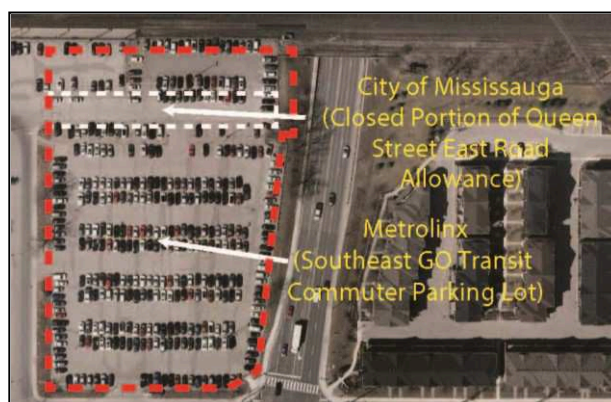 City of Mississauga
(Closed Portion of Queen
Street East Road
Allowance)
Metrolinx
(Southeast GO Transit
Commuter Parking Lot)